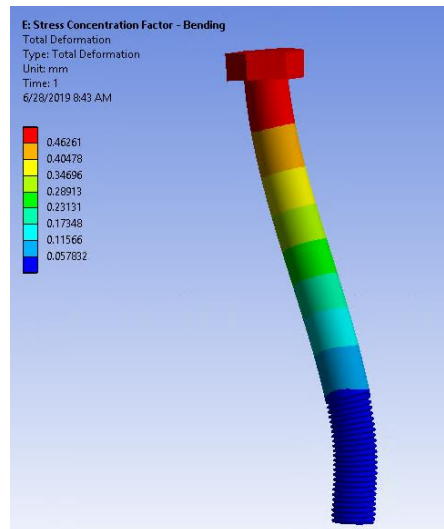 E: Stress Concentration Factor - Bending
Total Deformation
Type: Total Deformation
Unit: mm
Time: 1
6/28/2019 8:43 AM
0.46261
0.40478
0.34696
0.28913
0.23131
0.17348
0.11566
0.057832